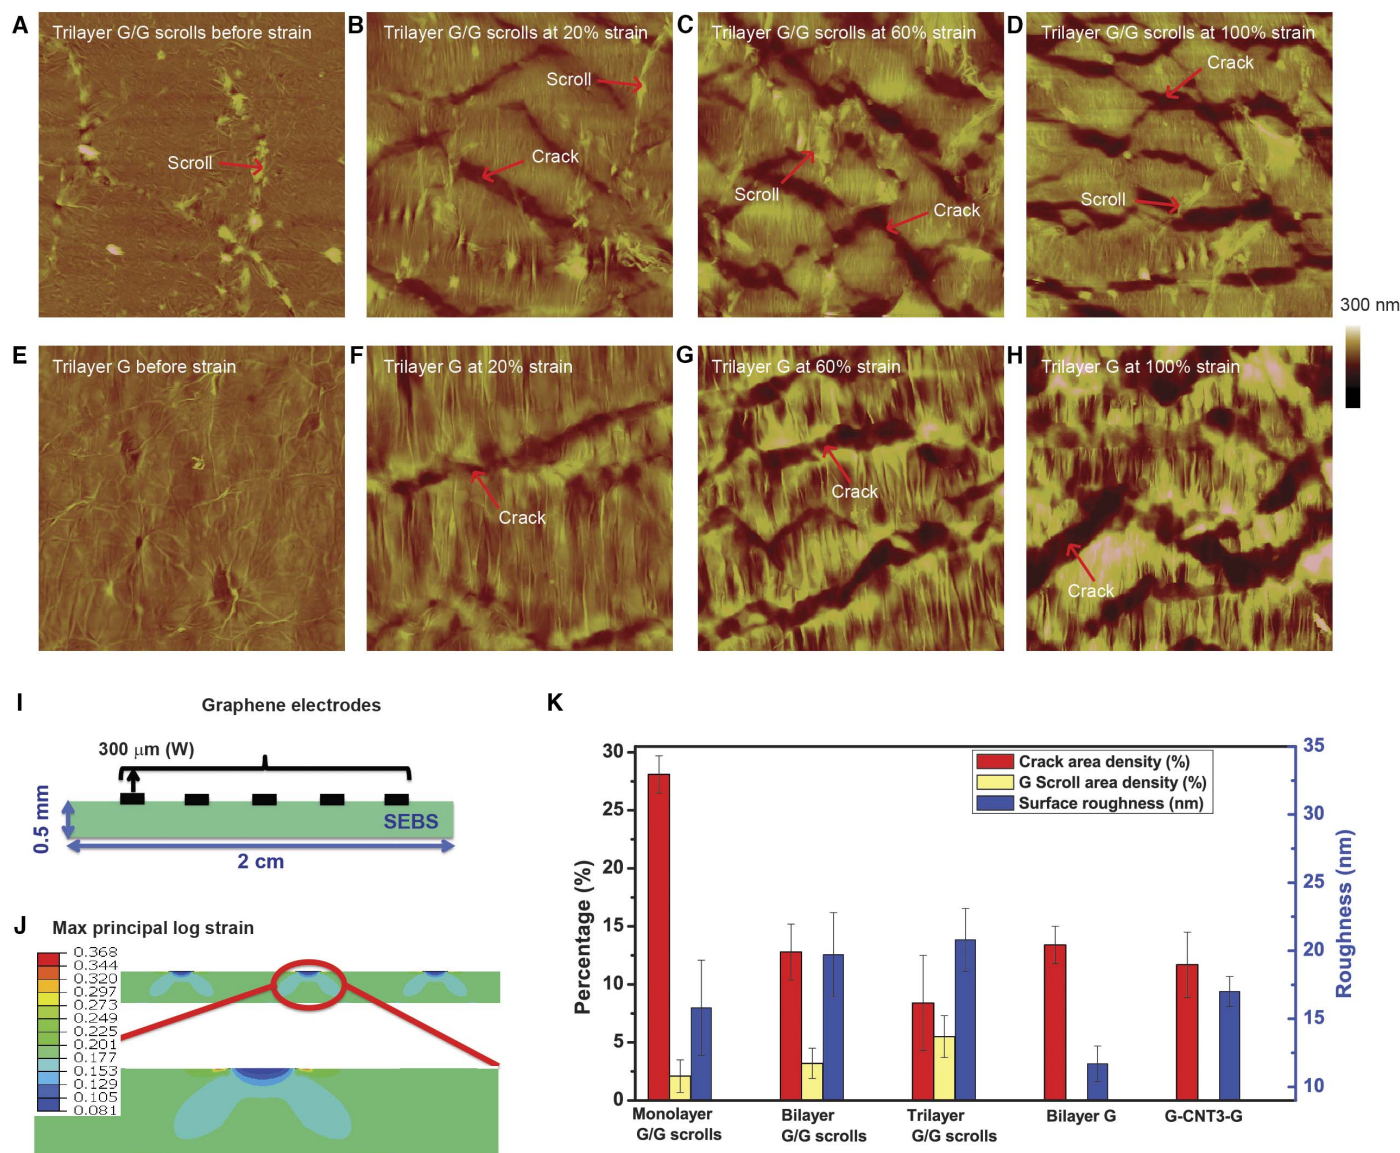 A
Trilayer G/G scrolls before strain
Scroll
B
Trilayer G/G scrolls at 20% strain
Scroll
Crack
C
Trilayer G/G scrolls at 60% strain
Scroll
Crack
D
Trilayer G/G scrolls at 100% strain
Crack
Scroll
300 nm
E
Trilayer G before strain
F
Trilayer G at 20% strain
Crack
G
Trilayer G at 60% strain
Crack
H
Trilayer G at 100% strain
Crack
I
Graphene electrodes
300 μm (W)
SEBS
0.5 mm
2 cm
J
Max principal log strain
0.368
0.344
0.320
0.297
0.273
0.249
0.225
0.201
0.177
0.153
0.129
0.105
0.081
K
Crack area density (%)
G Scroll area density (%)
Surface roughness (nm)
Percentage (%)
30
25
20
15
10
5
0
Roughness (nm)
35
30
25
20
15
10
Monolayer
G/G scrolls
Bilayer
G/G scrolls
Trilayer
G/G scrolls
Bilayer G
G-CNT3-G